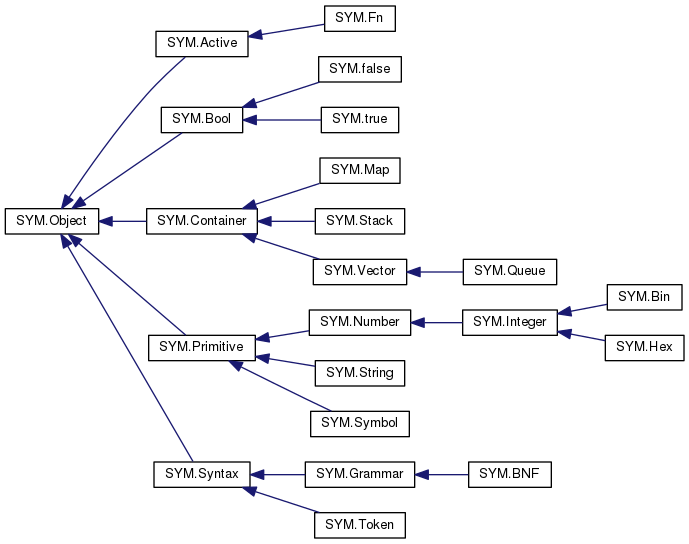 SYM.Fn
SYM.Active
SYM.false
SYM.Bool
SYM.true
SYM.Map
SYM.Object
SYM.Container
SYM.Stack
SYM.Vector
SYM.Queue
SYM.Bin
SYM.Number
SYM.Integer
SYM.Primitive
SYM.Hex
SYM.String
SYM.Symbol
SYM.Syntax
SYM.Grammar
SYM.BNF
SYM.Token